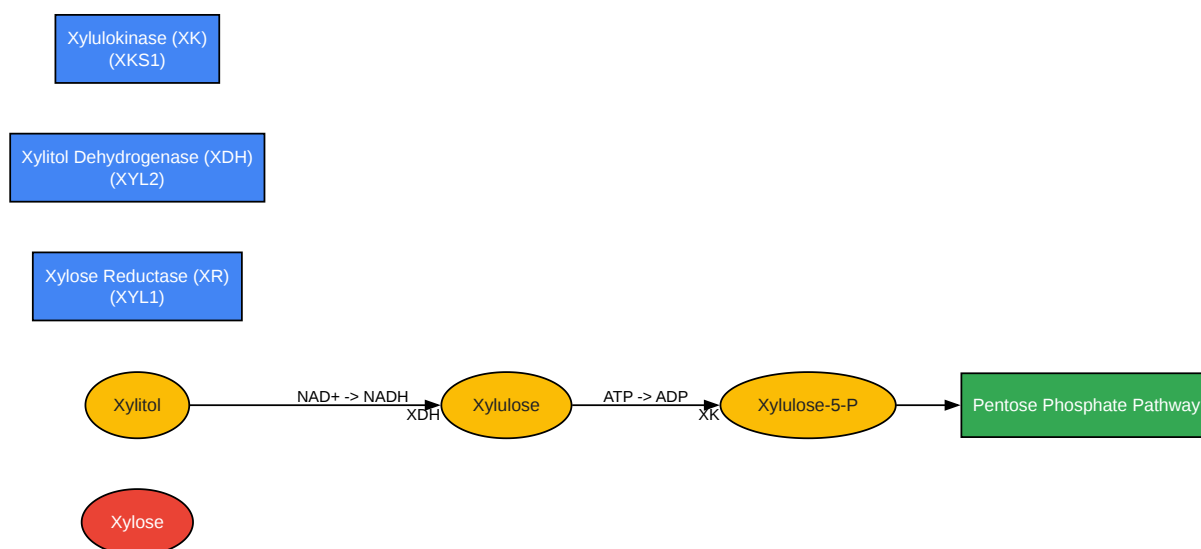 Xylulokinase (XK)
(XKS1)
Xylitol Dehydrogenase (XDH)
(XYL2)
Xylose Reductase (XR)
(XYL1)
Xylitol
NAD+ -> NADH
XDH
Xylulose
ATP -> ADP
XK
Xylulose-5-P
Pentose Phosphate Pathway
Xylose